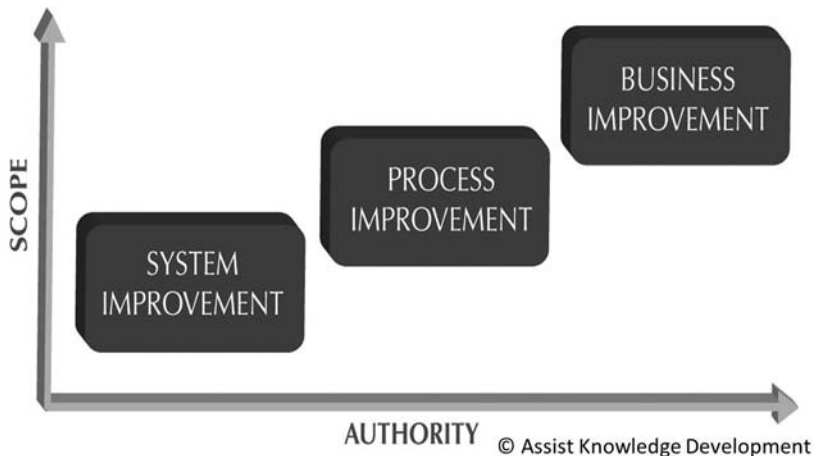 SCOPE
BUSINESS
IMPROVEMENT
PROCESS
IMPROVEMENT
SYSTEM
IMPROVEMENT
AUTHORITY
© Assist Knowledge Development